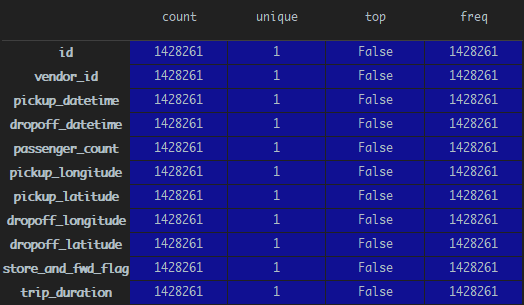 count unique top freq
id 1428261 1 False 1428261
vendor_id 1428261 1 False 1428261
pickup_datetime 1428261 1 False 1428261
dropoff_datetime 1428261 1 False 1428261
passenger_count 1428261 1 False 1428261
pickup_longitude 1428261 1 False 1428261
pickup_latitude 1428261 1 False 1428261
dropoff_longitude 1428261 1 False 1428261
dropoff_latitude 1428261 1 False 1428261
store_and_fwd_flag 1428261 1 False 1428261
trip_duration 1428261 1 False 1428261